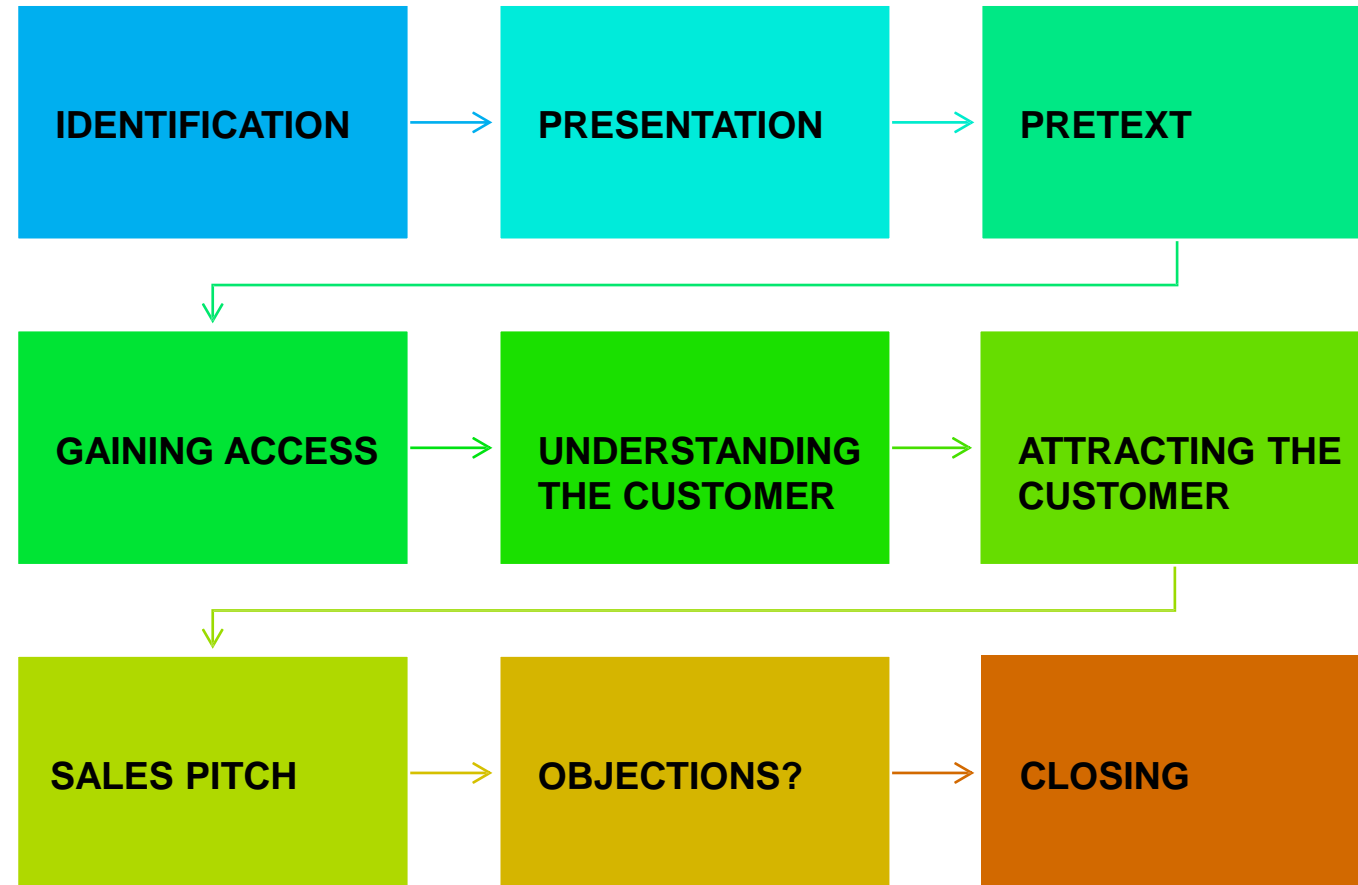 IDENTIFICATION
PRESENTATION
PRETEXT
GAINING ACCESS
UNDERSTANDING
THE CUSTOMER
ATTRACTING THE
CUSTOMER
SALES PITCH
OBJECTIONS?
CLOSING